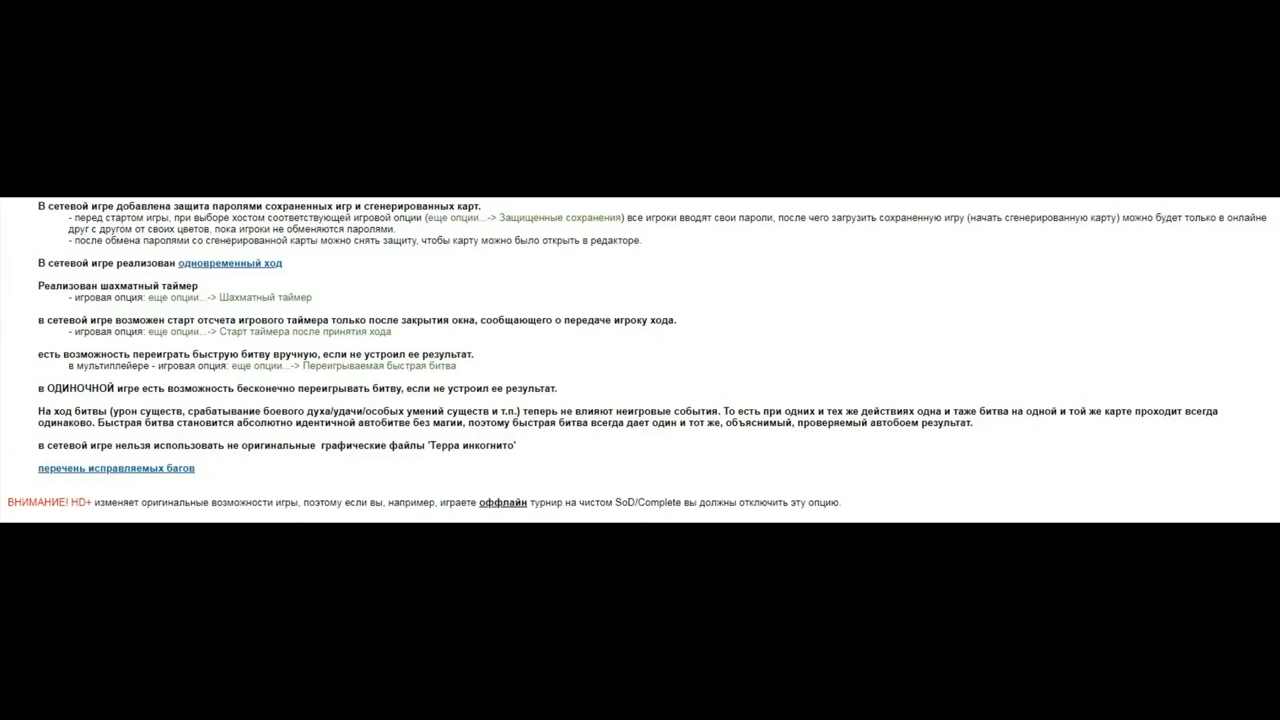 В сетевой игре добавлена защита паролями сохраненных игр и сгенерированных карт.
- перед стартом игры, при выборе хостом соответствующей игровой опции (еще опции...-> Защищенные сохранения) все игроки вводят свои пароли, после чего загрузить сохраненную игру (начать сгенерированную карту) можно будет только в онлайне
друг с другом от своих цветов, пока игроки не обменяются паролями.
- после обмена паролями со сгенерированной карты можно снять защиту, чтобы карту можно было открыть в редакторе.
В сетевой игре реализован одновременный ход
Реализован шахматный таймер
- игровая опция: еще опции...-> Шахматный таймер
в сетевой игре возможен старт отсчета игрового таймера только после закрытия окна, сообщающего о передаче игроку хода.
- игровая опция: еще опции...-> Старт таймера после принятия хода
есть возможность переиграть быструю битву вручную, если не устроил ее результат.
в мультиплейере - игровая опция: еще опции...-> Переигрываемая быстрая битва
в ОДИНОЧНОЙ игре есть возможность бесконечно переигрывать битву, если не устроил ее результат.
На ход битвы (урон существ, срабатывание боевого духа/удачи/особых умений существ и т.п.) теперь не влияют неигровые события. То есть при одних и тех же действиях одна и таже битва на одной и той же карте проходит всегда
одинаково. Быстрая битва становится абсолютно идентичной автобитве без магии, поэтому быстрая битва всегда дает один и тот же, объяснимый, проверяемый автобоем результат.
в сетевой игре нельзя использовать не оригинальные графические файлы 'Терра инкогнито'
перечень исправляемых багов
ВНИМАНИЕ! HD+ изменяет оригинальные возможности игры, поэтому если вы, например, играете оффлайн турнир на чистом SoD/Complete вы должны отключить эту опцию.